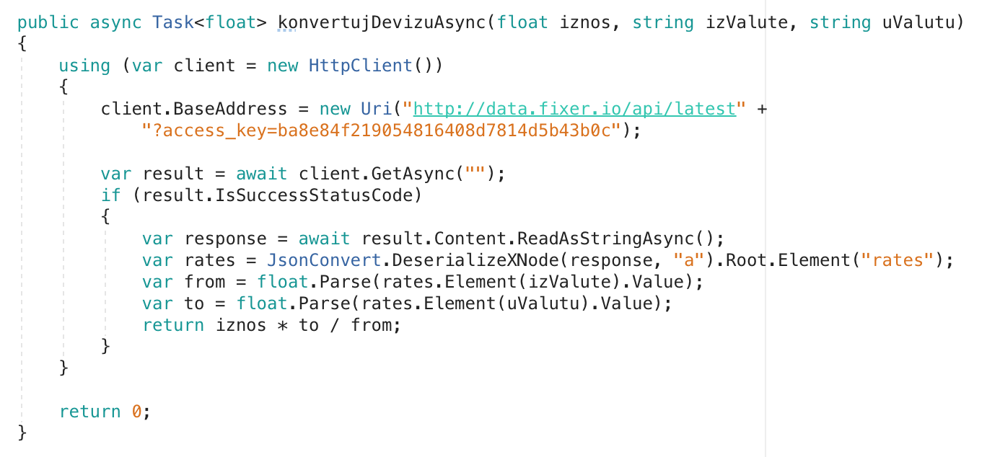 public async Task<float> konvertujDevizuAsync(float iznos, string izValute, string uValutu)
{
    using (var client = new HttpClient())
    {
        client.BaseAddress = new Uri("http://data.fixer.io/api/latest" +
            "?access_key=ba8e84f219054816408d7814d5b43b0c");

        var result = await client.GetAsync("");
        if (result.IsSuccessStatusCode)
        {
            var response = await result.Content.ReadAsStringAsync();
            var rates = JsonConvert.DeserializeXNode(response, "a").Root.Element("rates");
            var from = float.Parse(rates.Element(izValute).Value);
            var to = float.Parse(rates.Element(uValutu).Value);
            return iznos * to / from;
        }
    }

    return 0;
}